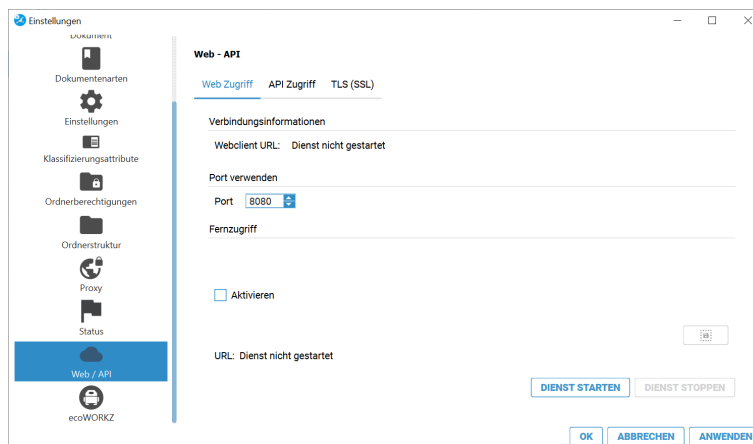 Einstellungen
Dokument
Dokumentenarten
Einstellungen
Klassifizierungsattribute
Ordnerberechtigungen
Ordnerstruktur
Proxy
Status
Web / API
ecoWORKZ
Web - API
Web Zugriff API Zugriff TLS (SSL)
Verbindungsinformationen
Webclient URL: Dienst nicht gestartet
Port verwenden
Port 8080
Fernzugriff
Aktivieren
URL: Dienst nicht gestartet
DIENST STARTEN DIENST STOPPEN
OK ABBRECHEN ANWENDEN